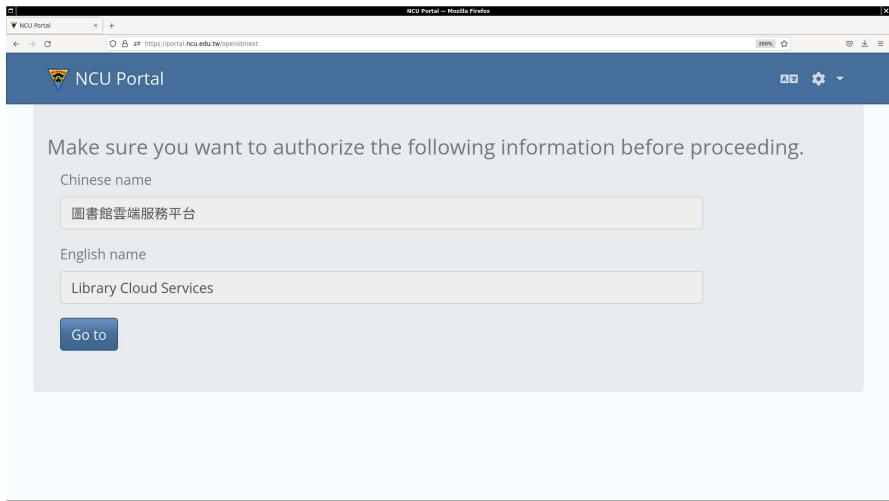 NCU Portal — Mozilla Firefox
NCU Portal
https://portal.ncu.edu.tw/openid/next
200%
NCU Portal
Make sure you want to authorize the following information before proceeding.
Chinese name
圖書館雲端服務平台
English name
Library Cloud Services
Go to